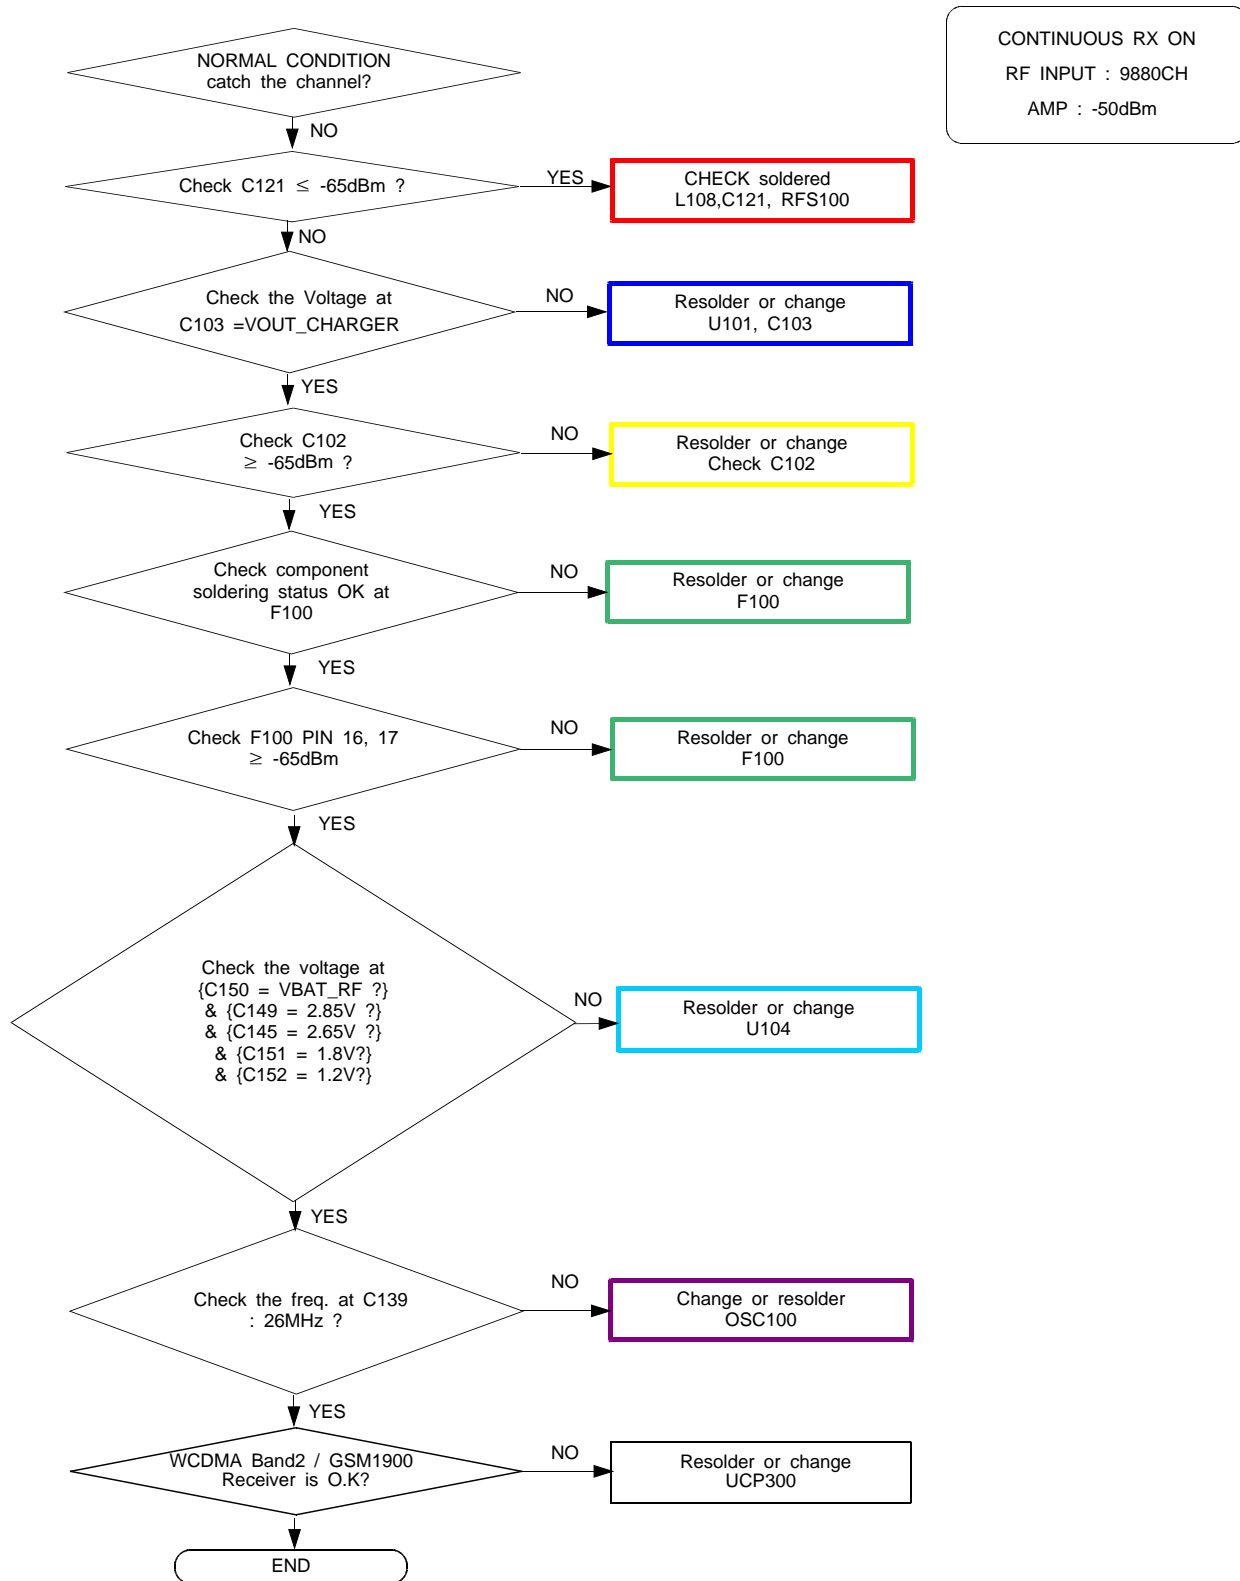 NORMAL CONDITION
catch the channel?
CONTINUOUS RX ON
RF INPUT : 9880CH
AMP : -50dBm
NO
Check C121 ≤ -65dBm ?
YES
CHECK soldered
L108,C121, RFS100
NO
Check the Voltage at
C103 =VOUT_CHARGER
NO
Resolder or change
U101, C103
YES
Check C102
≥ -65dBm ?
NO
Resolder or change
Check C102
YES
Check component
soldering status OK at
F100
NO
Resolder or change
F100
YES
Check F100 PIN 16, 17
≥ -65dBm
NO
Resolder or change
F100
YES
Check the voltage at
{C150 = VBAT_RF ?}
& {C149 = 2.85V ?}
& {C145 = 2.65V ?}
& {C151 = 1.8V?}
& {C152 = 1.2V?}
NO
Resolder or change
U104
YES
Check the freq. at C139
: 26MHz ?
NO
Change or resolder
OSC100
YES
WCDMA Band2 / GSM1900
Receiver is O.K?
NO
Resolder or change
UCP300
END